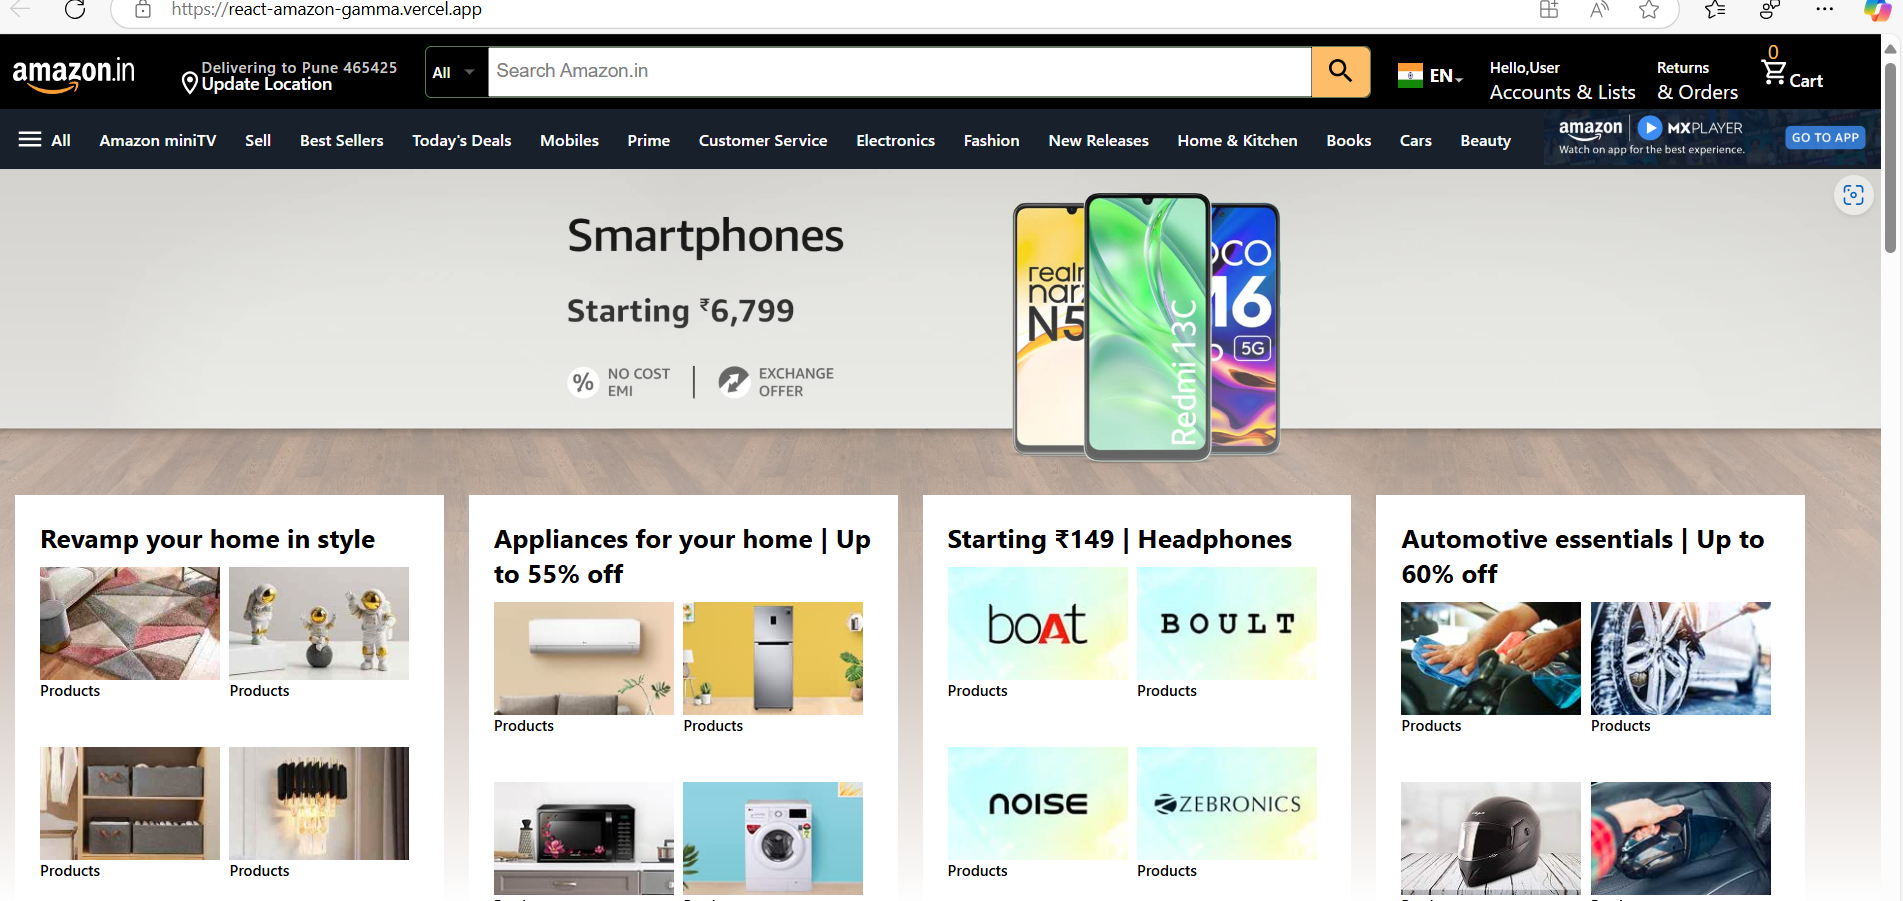 https://react-amazon-gamma.vercel.app
amazon.in
Delivering to Pune 465425
Update Location
All
Search Amazon.in
EN
Hello,User
Accounts & Lists
Returns
& Orders
0
Cart
All
Amazon miniTV
Sell
Best Sellers
Today's Deals
Mobiles
Prime
Customer Service
Electronics
Fashion
New Releases
Home & Kitchen
Books
Cars
Beauty
amazon | MXPLAYER
Watch on app for the best experience.
GO TO APP
Smartphones
Starting ₹6,799
% NO COST
EMI
EXCHANGE
OFFER
N5
Redmi 13C
5G
Revamp your home in style
Products
Products
Products
Products
Appliances for your home | Up
to 55% off
Products
Products
Starting ₹149 | Headphones
boAt
BOULT
Products
Products
noise
ZEBRONICS
Products
Products
Automotive essentials | Up to
60% off
Products
Products